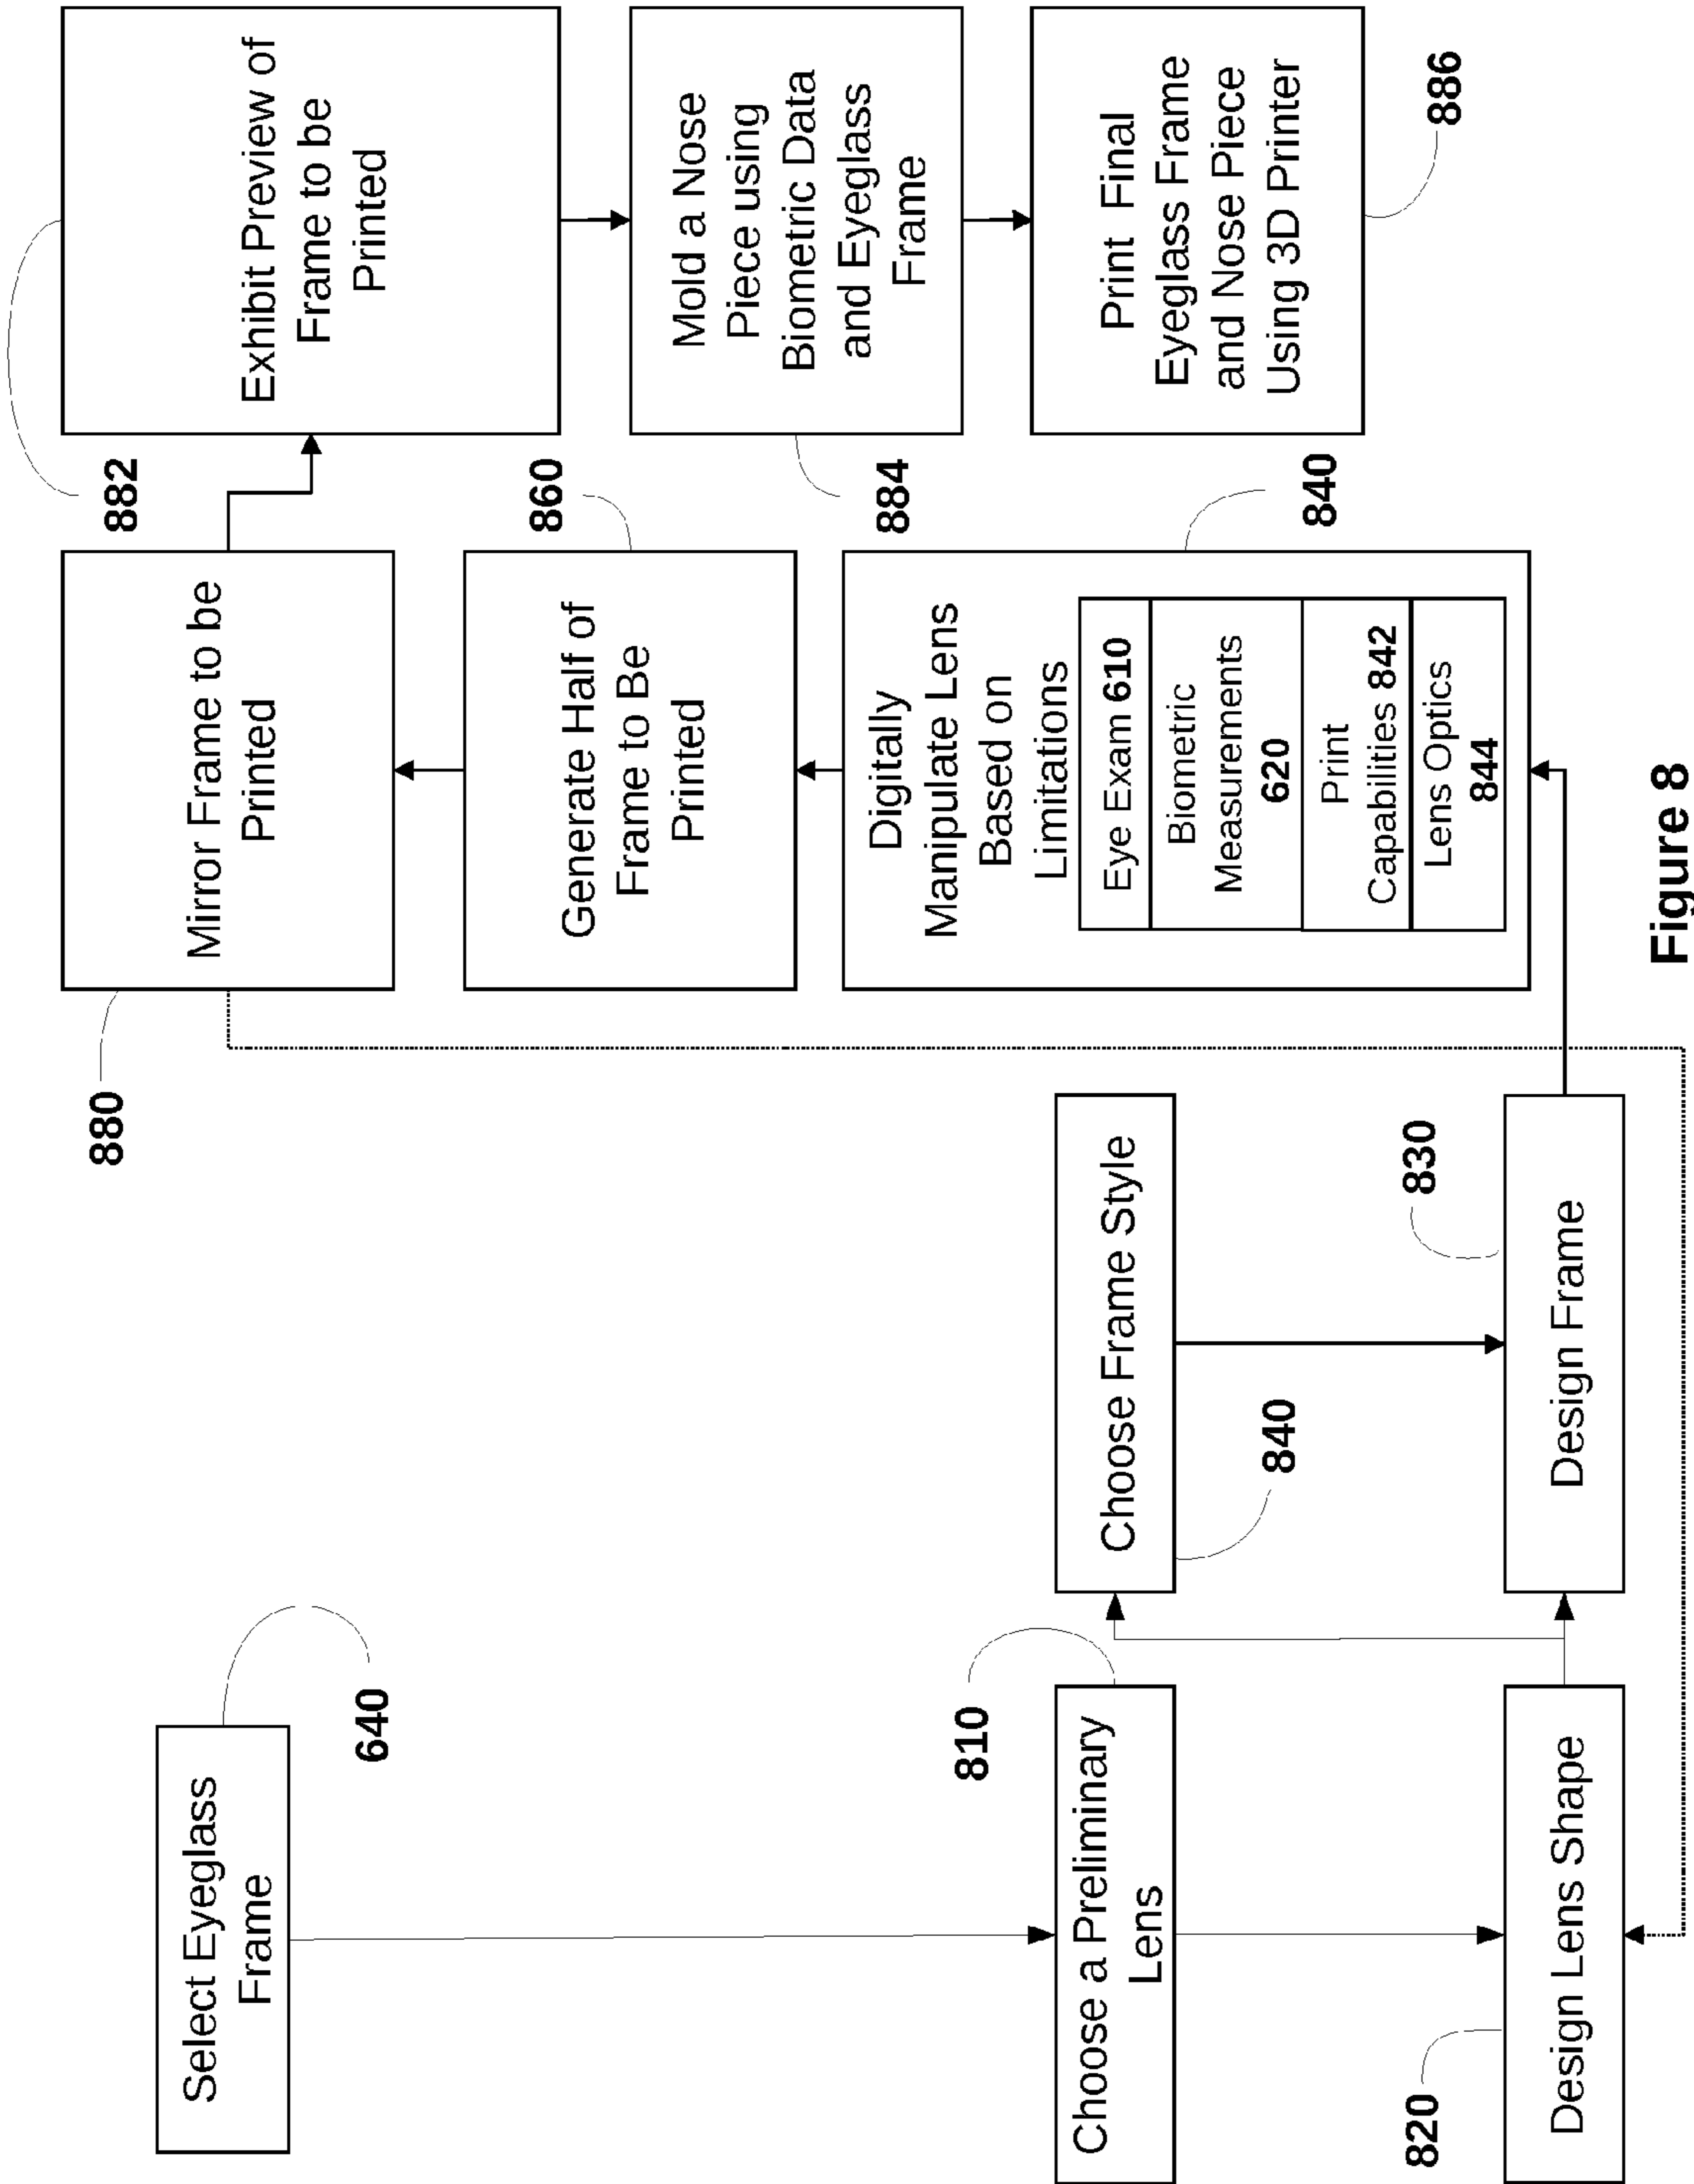 Select Eyeglass
Frame
640
Choose a Preliminary
Lens
810
Design Lens Shape
820
Choose Frame Style
840
Design Frame
830
Digitally
Manipulate Lens
Based on
Limitations
Eye Exam 610
Biometric
Measurements
620
Print
Capabilities 842
Lens Optics
844
840
Generate Half of
Frame to Be
Printed
860
Mirror Frame to be
Printed
880
Exhibit Preview of
Frame to be
Printed
882
Mold a Nose
Piece using
Biometric Data
and Eyeglass
Frame
884
Print Final
Eyeglass Frame
and Nose Piece
Using 3D Printer
886
Figure 8